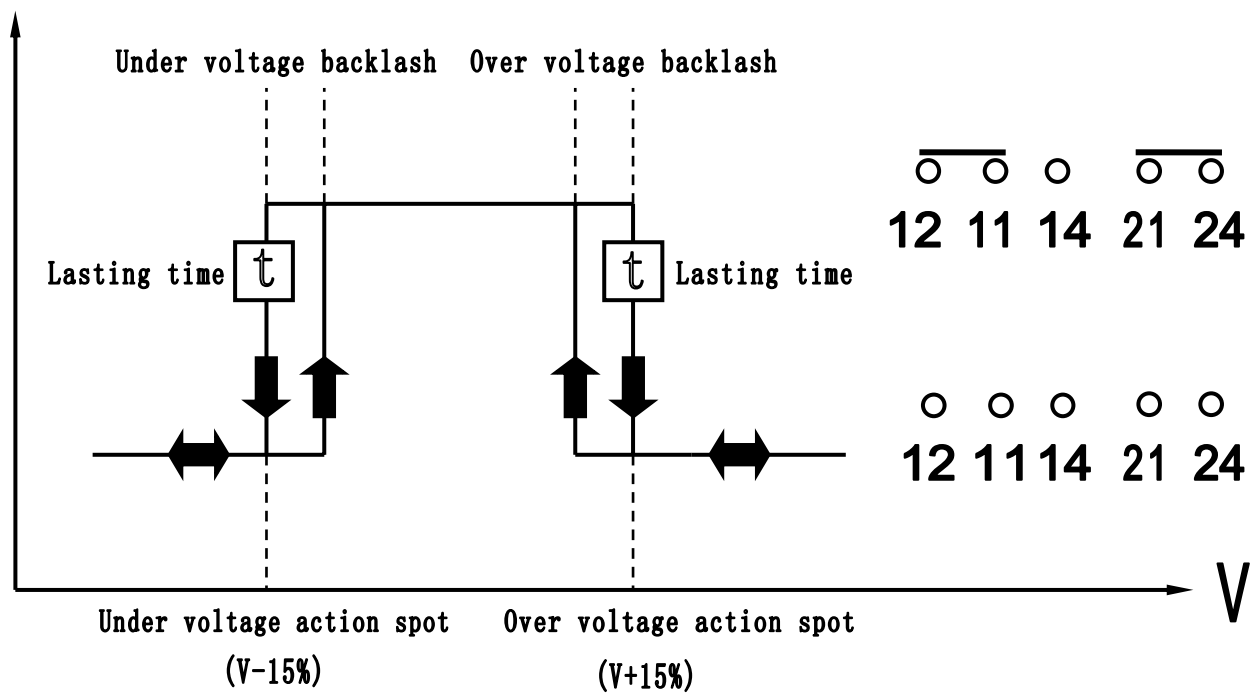 Under voltage backlash Over voltage backlash
12 11 14 21 24
Lasting time t t Lasting time
12 11 14 21 24
V
Under voltage action spot Over voltage action spot
(V-15%) (V+15%)